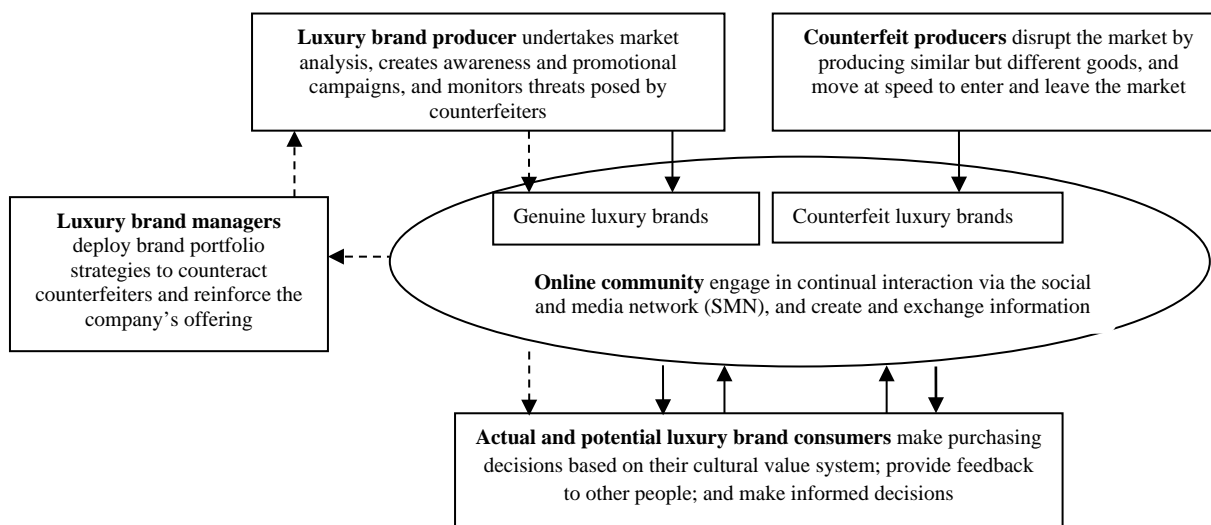 Luxury brand producer undertakes market
analysis, creates awareness and promotional
campaigns, and monitors threats posed by
counterfeiters
Counterfeit producers disrupt the market by
producing similar but different goods, and
move at speed to enter and leave the market
Luxury brand managers
deploy brand portfolio
strategies to counteract
counterfeiters and reinforce the
company’s offering
Genuine luxury brands
Counterfeit luxury brands
Online community engage in continual interaction via the social
and media network (SMN), and create and exchange information
Actual and potential luxury brand consumers make purchasing
decisions based on their cultural value system; provide feedback
to other people; and make informed decisions